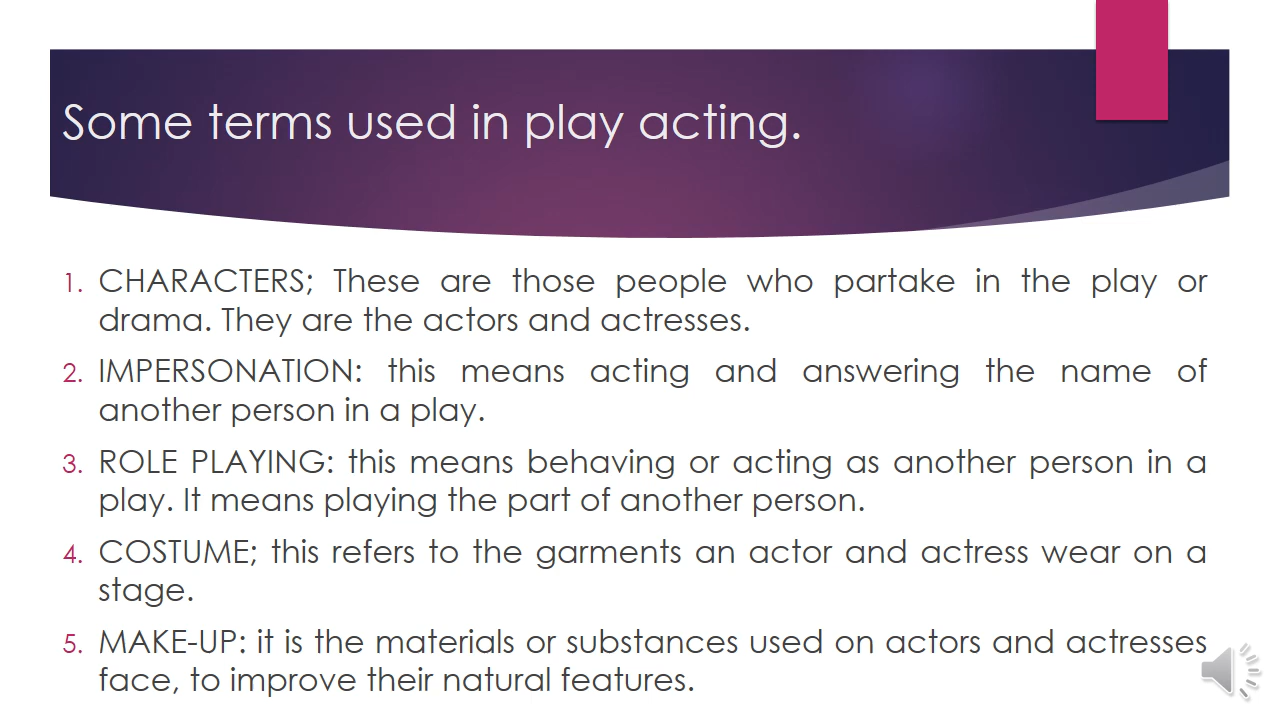 Some terms used in play acting.
1. CHARACTERS; These are those people who partake in the play or
drama. They are the actors and actresses.
2. IMPERSONATION: this means acting and answering the name of
another person in a play.
3. ROLE PLAYING: this means behaving or acting as another person in a
play. It means playing the part of another person.
4. COSTUME; this refers to the garments an actor and actress wear on a
stage.
5. MAKE-UP: it is the materials or substances used on actors and actresses
face, to improve their natural features.